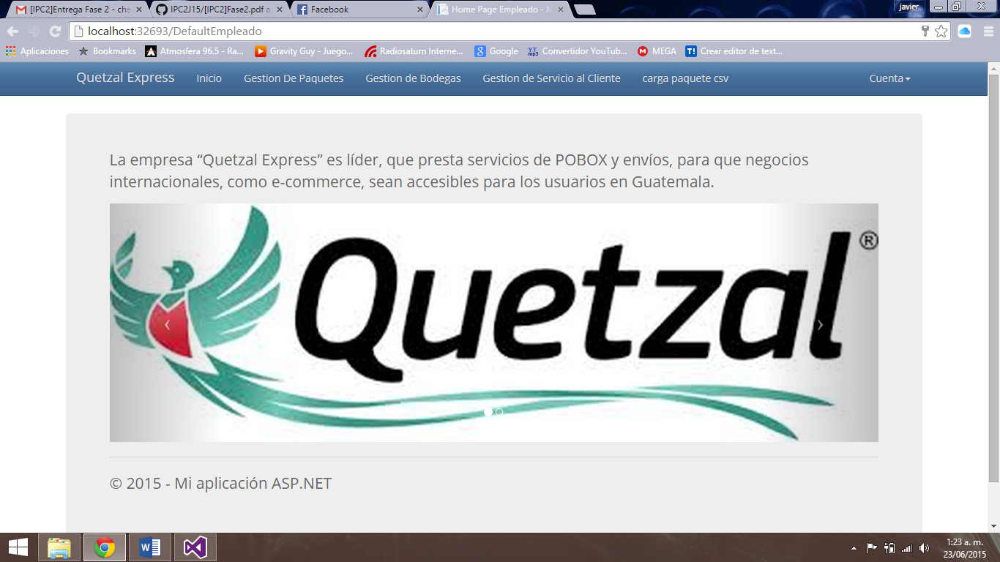 [IPC2]Entrega Fase 2 - che
IPC2J15/[IPC2]Fase2.pdf a
Facebook
Home Page Empleado - M
javier
localhost:32693/DefaultEmpleado
Aplicaciones
Bookmarks
Atmosfera 96.5 - Ra...
Gravity Guy - Juego...
Radiosaturn Interne...
Google
YT mp3
Convertidor YouTub...
MEGA
T!
Crear editor de text...
Quetzal Express
Inicio
Gestion De Paquetes
Gestion de Bodegas
Gestion de Servicio al Cliente
carga paquete csv
Cuenta
La empresa “Quetzal Express” es líder, que presta servicios de POBOX y envíos, para que negocios
internacionales, como e-commerce, sean accesibles para los usuarios en Guatemala.
Quetzal ®
© 2015 - Mi aplicación ASP.NET
1:23 a. m.
23/06/2015